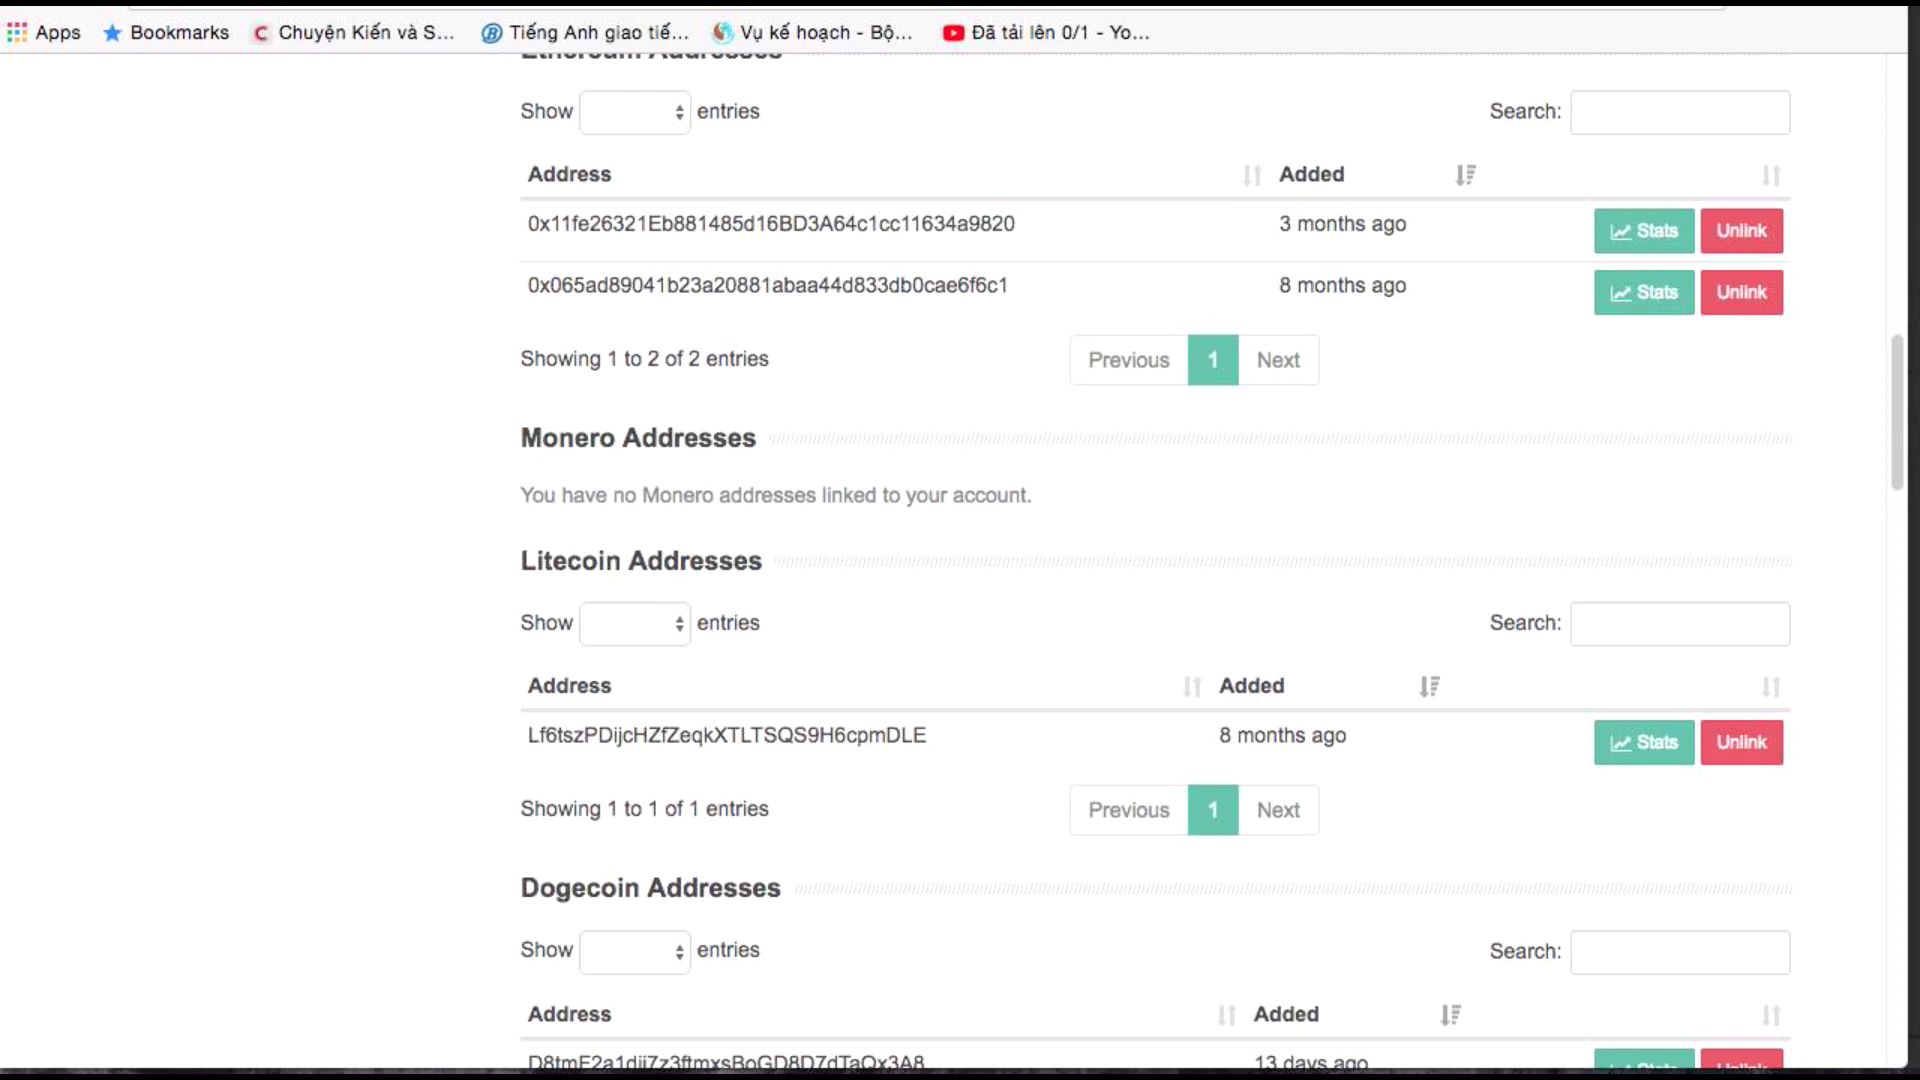 Apps Bookmarks Chuyện Kiến và S... Tiếng Anh giao tiế... Vụ kế hoạch - Bộ... Đã tải lên 0/1 - Yo...
Ethereum Addresses
Show entries Search:
Address Added
0x11fe26321Eb881485d16BD3A64c1cc11634a9820 3 months ago Stats Unlink
0x065ad89041b23a20881abaa44d833db0cae6f6c1 8 months ago Stats Unlink
Showing 1 to 2 of 2 entries Previous 1 Next
Monero Addresses
You have no Monero addresses linked to your account.
Litecoin Addresses
Show entries Search:
Address Added
Lf6tszPDijcHZfZeqkXTLTSQS9H6cpmDLE 8 months ago Stats Unlink
Showing 1 to 1 of 1 entries Previous 1 Next
Dogecoin Addresses
Show entries Search:
Address Added
13 days ago Stats Unlink